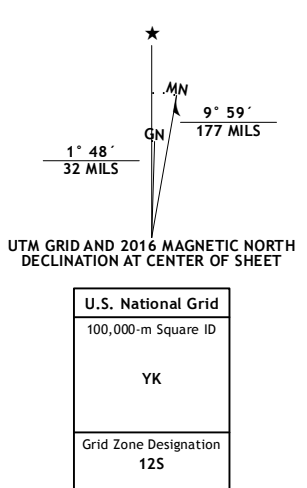 ★
MN
GN
9° 59´
177 MILS
1° 48´
32 MILS
UTM GRID AND 2016 MAGNETIC NORTH
DECLINATION AT CENTER OF SHEET
U.S. National Grid
100,000-m Square ID
YK
Grid Zone Designation
12S